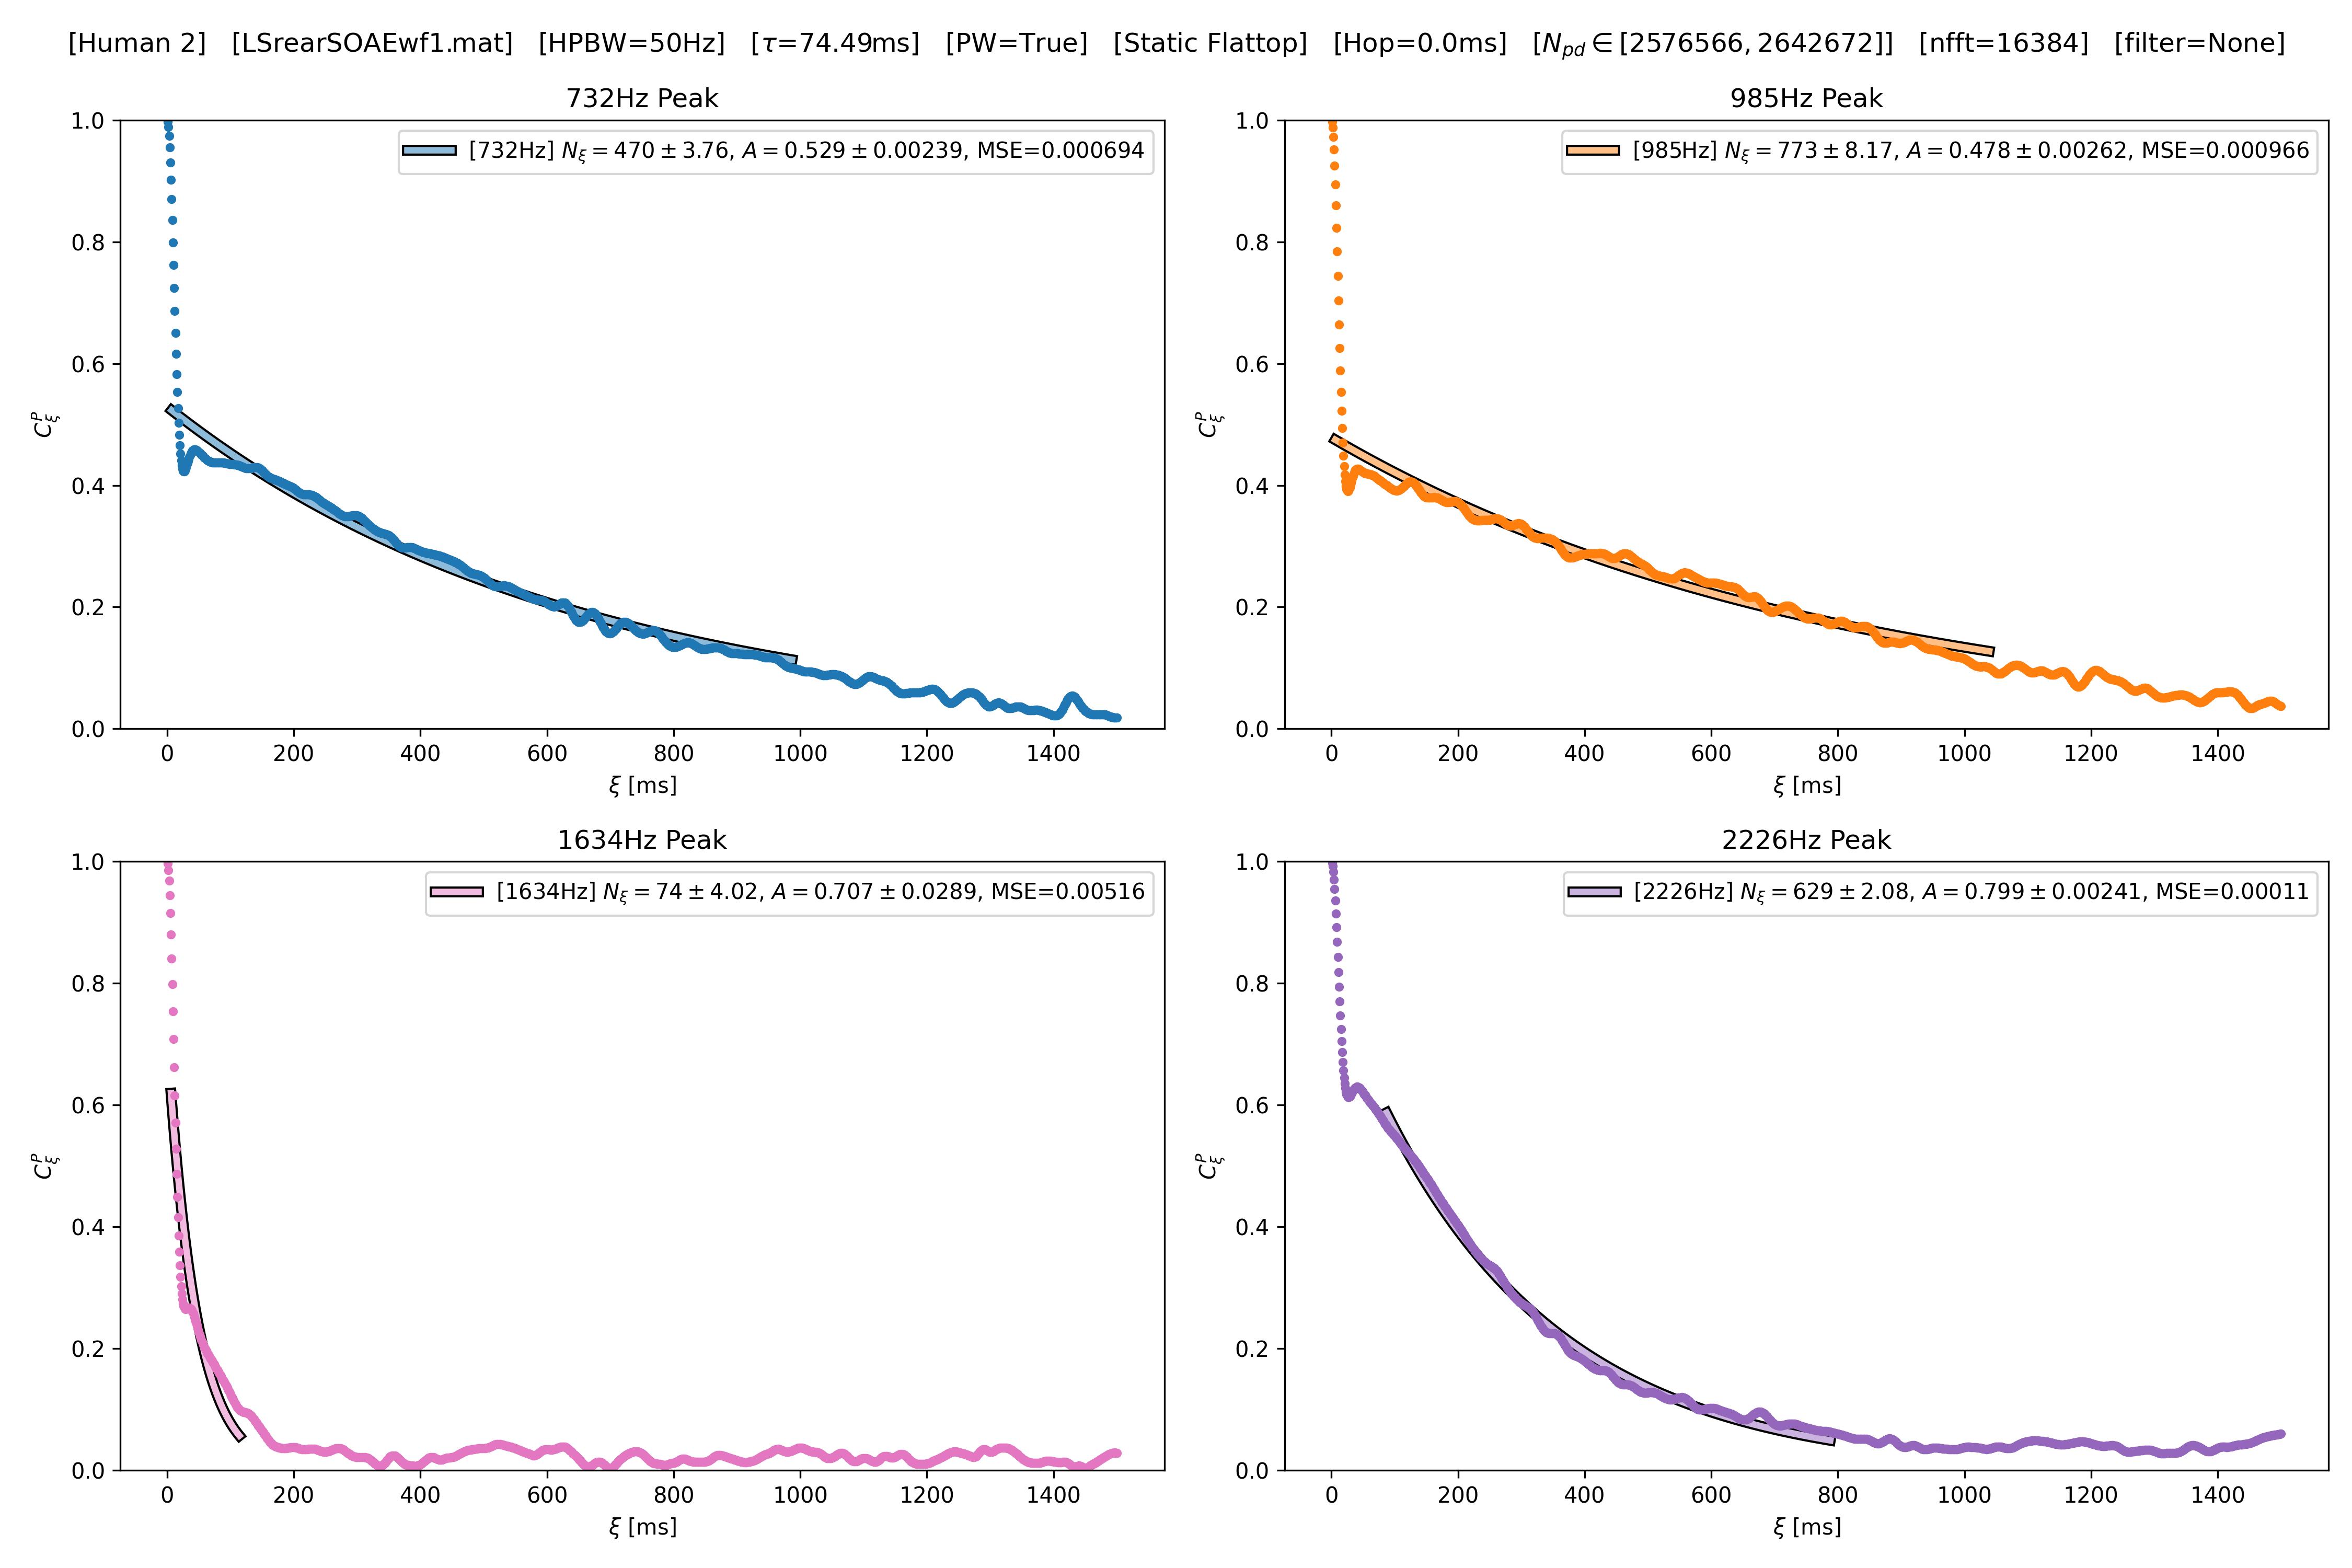 [Human 2] [LSrearSOAEwf1.mat] [HPBW=50Hz] [τ=74.49ms] [PW=True] [Static Flattop] [Hop=0.0ms] [N_{pd} ∈ [2576566, 2642672]] [nfft=16384] [filter=None]
732Hz Peak
[732Hz] N_ξ = 470 ± 3.76, A = 0.529 ± 0.00239, MSE=0.000694
1.0
0.8
0.6
0.4
0.2
0.0
C_ξ^P
0 200 400 600 800 1000 1200 1400
ξ [ms]
985Hz Peak
[985Hz] N_ξ = 773 ± 8.17, A = 0.478 ± 0.00262, MSE=0.000966
1.0
0.8
0.6
0.4
0.2
0.0
C_ξ^P
0 200 400 600 800 1000 1200 1400
ξ [ms]
1634Hz Peak
[1634Hz] N_ξ = 74 ± 4.02, A = 0.707 ± 0.0289, MSE=0.00516
1.0
0.8
0.6
0.4
0.2
0.0
C_ξ^P
0 200 400 600 800 1000 1200 1400
ξ [ms]
2226Hz Peak
[2226Hz] N_ξ = 629 ± 2.08, A = 0.799 ± 0.00241, MSE=0.00011
1.0
0.8
0.6
0.4
0.2
0.0
C_ξ^P
0 200 400 600 800 1000 1200 1400
ξ [ms]